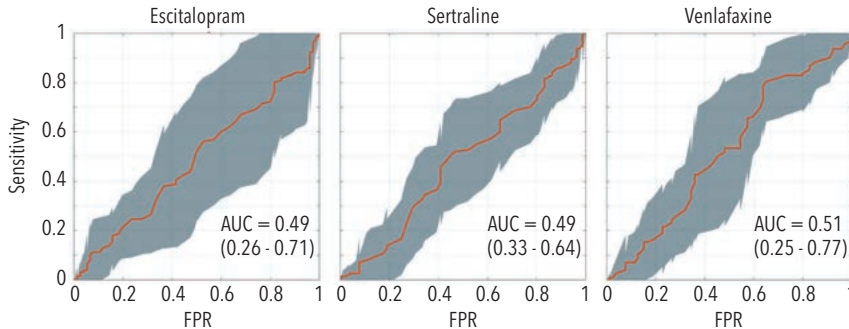 Escitalopram
Sertraline
Venlafaxine
Sensitivity
1
0.8
0.6
0.4
0.2
0
AUC = 0.49
(0.26 - 0.71)
AUC = 0.49
(0.33 - 0.64)
AUC = 0.51
(0.25 - 0.77)
0 0.2 0.4 0.6 0.8 1
0 0.2 0.4 0.6 0.8 1
0 0.2 0.4 0.6 0.8 1
FPR
FPR
FPR